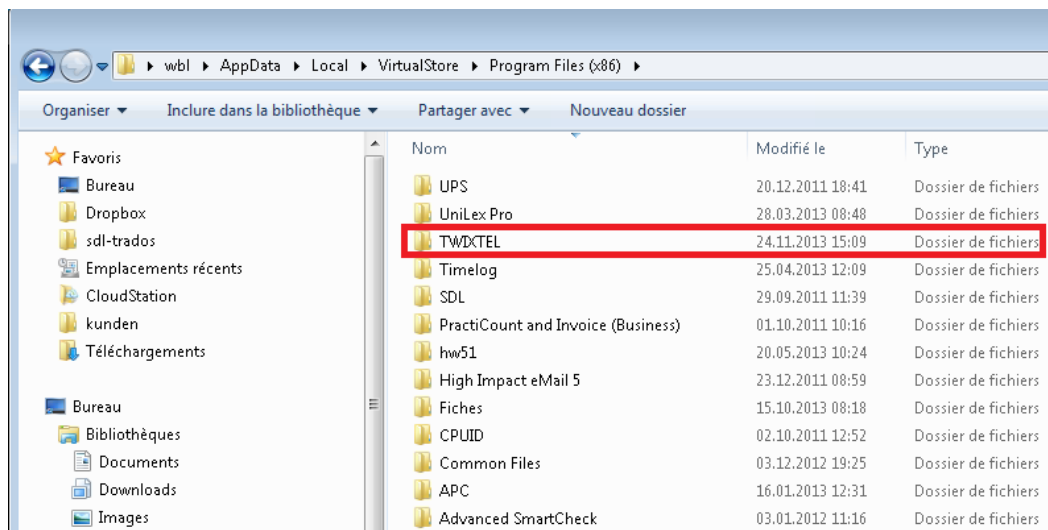 wbl AppData Local VirtualStore Program Files (x86)
Organiser Inclure dans la bibliothèque Partager avec Nouveau dossier
Favoris
Bureau
Dropbox
sdl-trados
Emplacements récents
CloudStation
kunden
Téléchargements
Bureau
Bibliothèques
Documents
Downloads
Images
Nom Modifié le Type
UPS 20.12.2011 18:41 Dossier de fichiers
UniLex Pro 28.03.2013 08:48 Dossier de fichiers
TWIXTEL 24.11.2013 15:09 Dossier de fichiers
Timelog 25.04.2013 12:09 Dossier de fichiers
SDL 29.09.2011 11:39 Dossier de fichiers
PractiCount and Invoice (Business) 01.10.2011 10:16 Dossier de fichiers
hw51 20.05.2013 10:24 Dossier de fichiers
High Impact eMail 5 23.12.2011 08:59 Dossier de fichiers
Fiches 15.10.2013 08:18 Dossier de fichiers
CPUID 02.10.2011 12:52 Dossier de fichiers
Common Files 03.12.2012 19:25 Dossier de fichiers
APC 16.01.2013 12:31 Dossier de fichiers
Advanced SmartCheck 03.01.2012 11:16 Dossier de fichiers